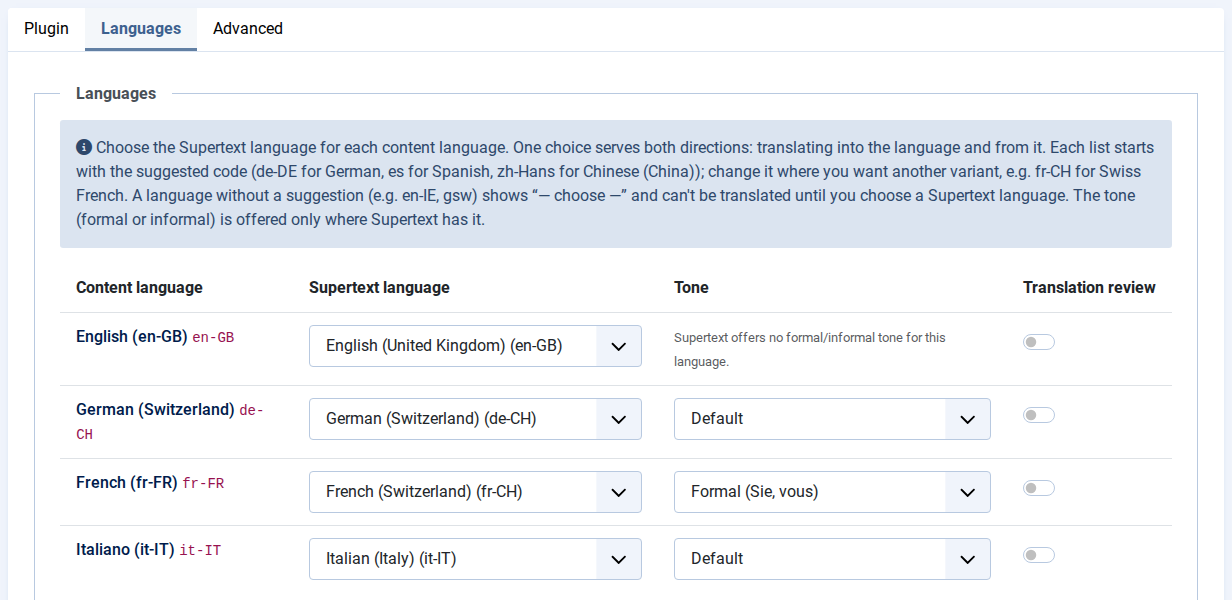 Plugin Languages Advanced
Languages
Choose the Supertext language for each content language. One choice serves both directions: translating into the language and from it. Each list starts
with the suggested code (de-DE for German, es for Spanish, zh-Hans for Chinese (China)); change it where you want another variant, e.g. fr-CH for Swiss
French. A language without a suggestion (e.g. en-IE, gsw) shows “— choose —” and can't be translated until you choose a Supertext language. The tone
(formal or informal) is offered only where Supertext has it.
Content language Supertext language Tone Translation review
English (en-GB) en-GB English (United Kingdom) (en-GB) Supertext offers no formal/informal tone for this
language.
German (Switzerland) de-
CH German (Switzerland) (de-CH) Default
French (fr-FR) fr-FR French (Switzerland) (fr-CH) Formal (Sie, vous)
Italiano (it-IT) it-IT Italian (Italy) (it-IT) Default